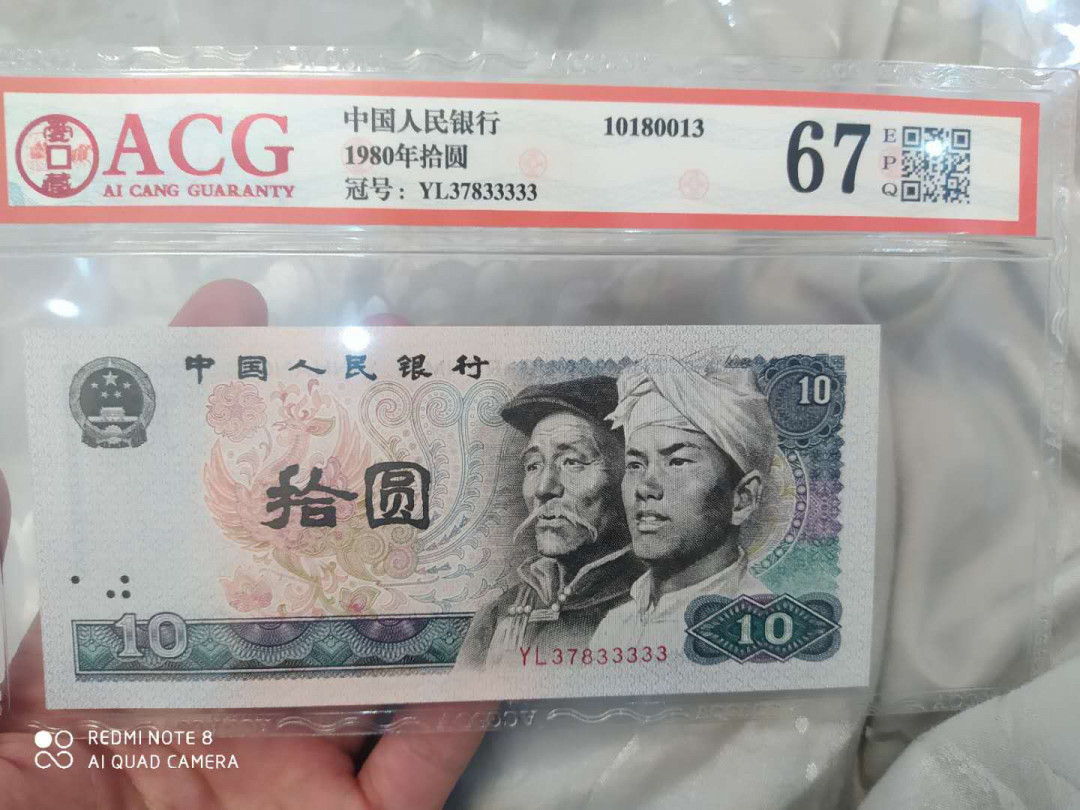 ACG
AI CANG GUARANTY
中国人民银行
1980年拾圆
冠号：YL37833333
10180013
67
EPQ
中国人民银行
10
拾圆
10
10
YL37833333
REDMI NOTE 8
AI QUAD CAMERA